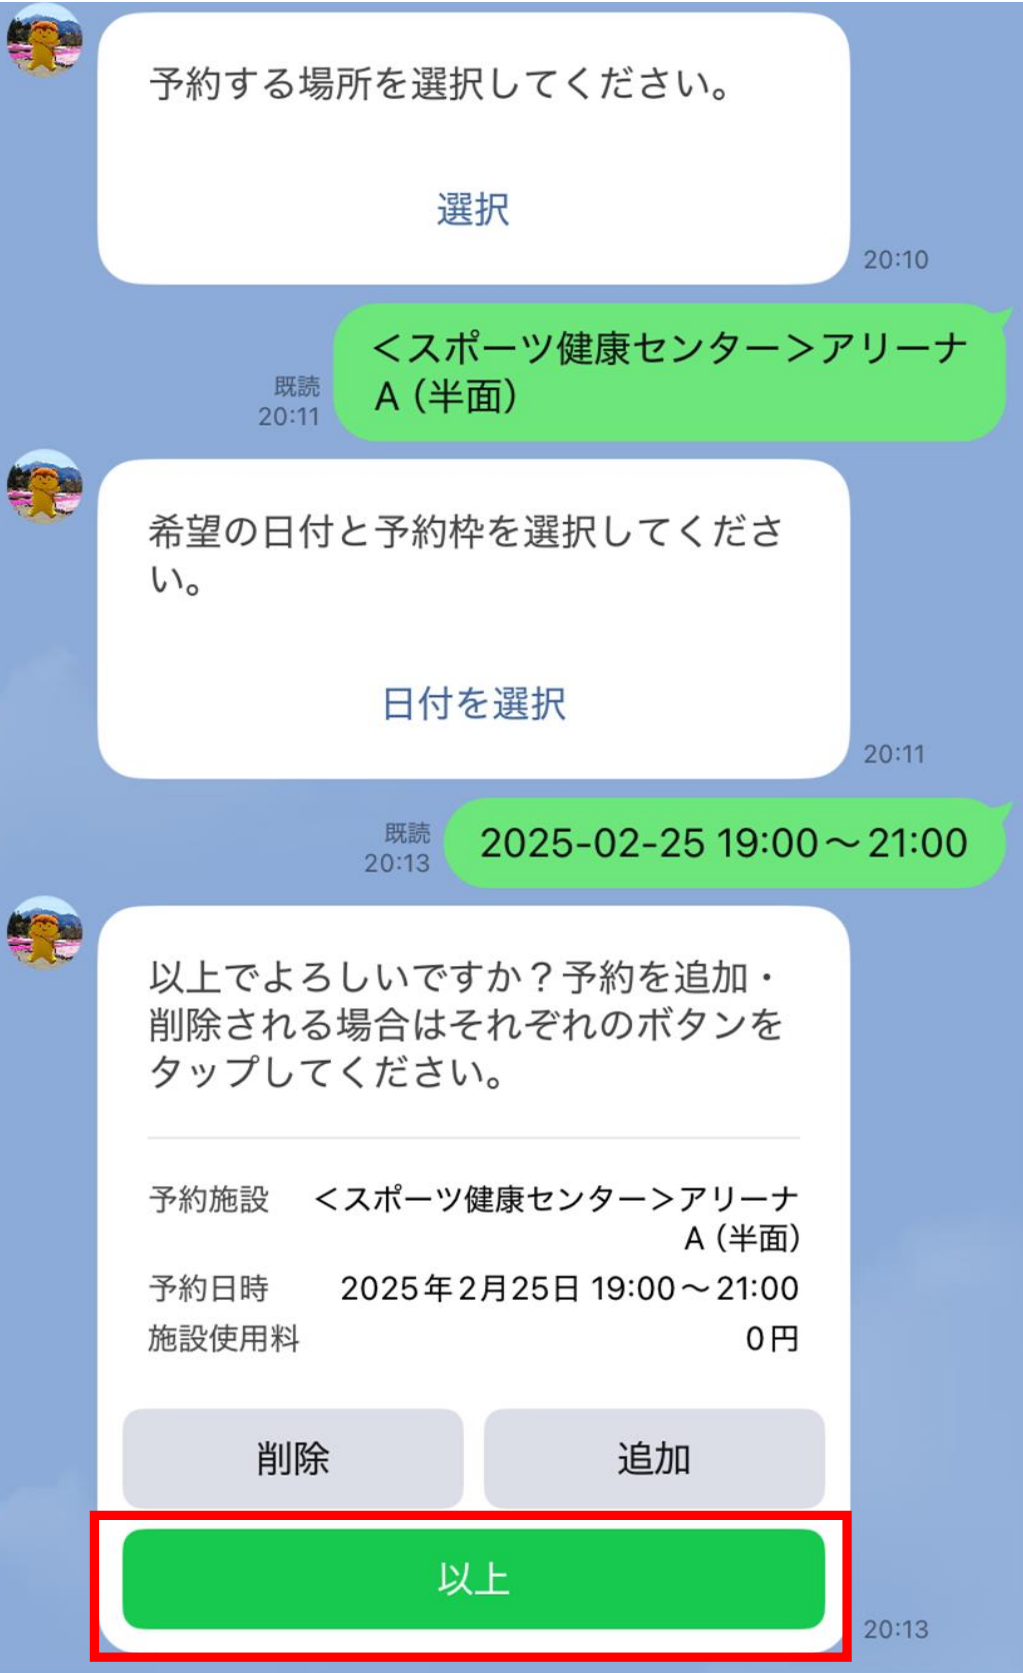 予約する場所を選択してください。
選択
20:10
＜スポーツ健康センター＞アリーナ
A（半面）
既読
20:11
希望の日付と予約枠を選択してくださ
い。
日付を選択
20:11
既読
20:13
2025-02-25 19:00～21:00
以上でよろしいですか？予約を追加・
削除される場合はそれぞれのボタンを
タップしてください。
予約施設 ＜スポーツ健康センター＞アリーナ
A（半面）
予約日時 2025年2月25日 19:00～21:00
施設使用料 0円
削除 追加
以上
20:13